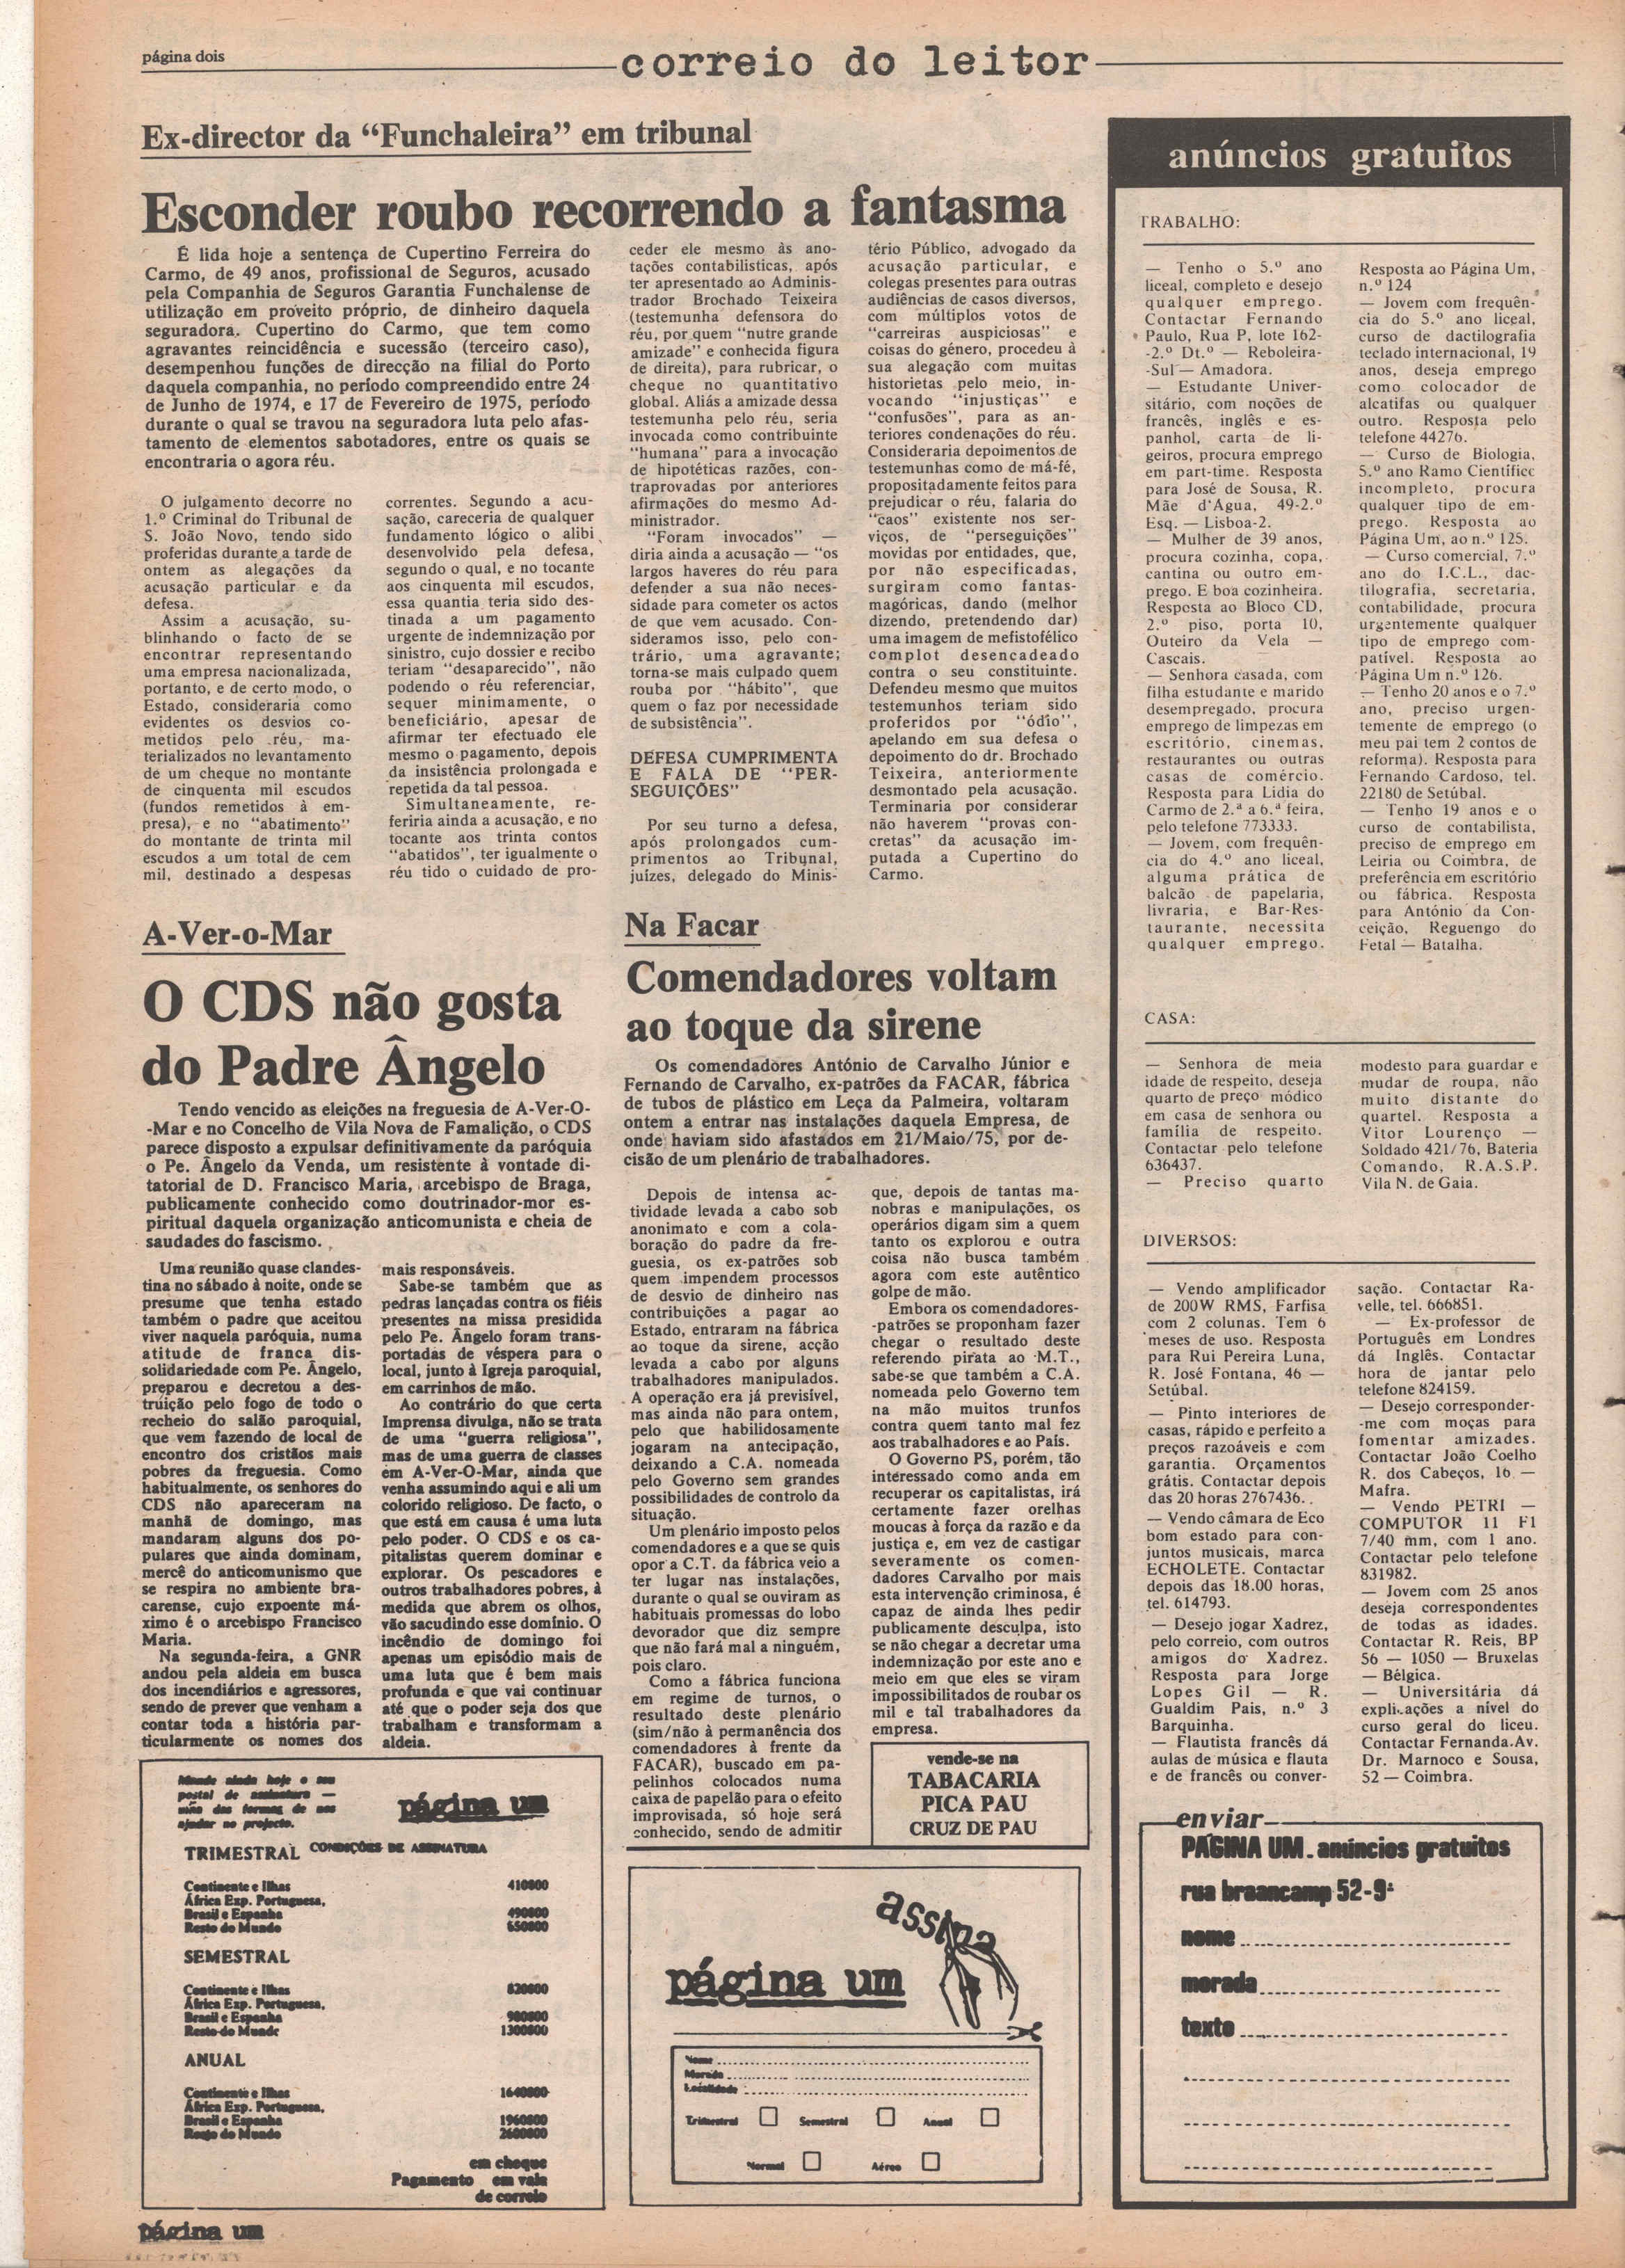 página dois
correio do leitor
Ex-director da “Funchaleira” em tribunal
Esconder roubo recorrendo a fantasma
É lida hoje a sentença de Cupertino Ferreira do
Carmo, de 49 anos, profissional de Seguros, acusado
pela Companhia de Seguros Garantia Funchalense de
utilização em proveito próprio, de dinheiro daquela
seguradora. Cupertino do Carmo, que tem como
agravantes reincidência e sucessão (terceiro caso),
desempenhou funções de direcção na filial do Porto
daquela companhia, no período compreendido entre 24
de Junho de 1974, e 17 de Fevereiro de 1975, período
durante o qual se travou na seguradora luta pelo afas-
tamento de elementos sabotadores, entre os quais se
encontraria o agora réu.
O julgamento decorre no
1.º Criminal do Tribunal de
S. João Novo, tendo sido
proferidas durante a tarde de
ontem as alegações da
acusação particular e da
defesa.
Assim a acusação, su-
blinhando o facto de se
encontrar representando
uma empresa nacionalizada,
portanto, e de certo modo, o
Estado, consideraria como
evidentes os desvios co-
metidos pelo réu, ma-
terializados no levantamento
de um cheque no montante
de cinquenta mil escudos
(fundos remetidos à em-
presa), e no “abatimento”
do montante de trinta mil
escudos a um total de cem
mil, destinado a despesas
correntes. Segundo a acu-
sação, careceria de qualquer
fundamento lógico o alibi
desenvolvido pela defesa,
segundo o qual, e no tocante
aos cinquenta mil escudos,
essa quantia teria sido des-
tinada a um pagamento
urgente de indemnização por
sinistro, cujo dossier e recibo
teriam “desaparecido”, não
podendo o réu referenciar,
sequer minimamente, o
beneficiário, apesar de
afirmar ter efectuado ele
mesmo o pagamento, depois
da insistência prolongada e
repetida da tal pessoa.
Simultaneamente, re-
feriria ainda a acusação, e no
tocante aos trinta contos
“abatidos”, ter igualmente o
réu tido o cuidado de pro-
ceder ele mesmo às ano-
tações contabilisticas, após
ter apresentado ao Adminis-
trador Brochado Teixeira
(testemunha defensora do
réu, por quem “nutre grande
amizade” e conhecida figura
de direita), para rubricar, o
cheque no quantitativo
global. Aliás a amizade dessa
testemunha pelo réu, seria
invocada como contribuinte
“humana” para a invocação
de hipotéticas razões, con-
traprovadas por anteriores
afirmações do mesmo Ad-
ministrador.
“Foram invocados” —
diria ainda a acusação — “os
largos haveres do réu para
defender a sua não neces-
sidade para cometer os actos
de que vem acusado. Con-
sideramos isso, pelo con-
trário, uma agravante;
torna-se mais culpado quem
rouba por “hábito”, que
quem o faz por necessidade
de subsistência”.
DEFESA CUMPRIMENTA
E FALA DE “PER-
SEGUIÇÕES”
Por seu turno a defesa,
após prolongados cum-
primentos ao Tribunal,
juízes, delegado do Minis-
tério Público, advogado da
acusação particular, e
colegas presentes para outras
audiências de casos diversos,
com múltiplos votos de
“carreiras auspiciosas” e
coisas do género, procedeu à
sua alegação com muitas
historietas pelo meio, in-
vocando “injustiças” e
“confusões”, para as an-
teriores condenações do réu.
Consideraria depoimentos de
testemunhas como de má-fé,
propositadamente feitos para
prejudicar o réu, falaria do
“caos” existente nos ser-
viços, de “perseguições”
movidas por entidades, que,
por não especificadas,
surgiram como fantas-
magóricas, dando (melhor
dizendo, pretendendo dar)
uma imagem de mefistofélico
complot desencadeado
contra o seu constituinte.
Defendeu mesmo que muitos
testemunhos teriam sido
proferidos por “ódio”,
apelando em sua defesa o
depoimento do dr. Brochado
Teixeira, anteriormente
desmontado pela acusação.
Terminaria por considerar
não haverem “provas con-
cretas” da acusação im-
putada a Cupertino do
Carmo.
A-Ver-o-Mar
O CDS não gosta
do Padre Ângelo
Tendo vencido as eleições na freguesia de A-Ver-O-
-Mar e no Concelho de Vila Nova de Famalição, o CDS
parece disposto a expulsar definitivamente da paróquia
o Pe. Ângelo da Venda, um resistente à vontade di-
tatorial de D. Francisco Maria, arcebispo de Braga,
publicamente conhecido como doutrinador-mor es-
piritual daquela organização anticomunista e cheia de
saudades do fascismo.
Uma reunião quase clandes-
tina no sábado à noite, onde se
presume que tenha estado
também o padre que aceitou
viver naquela paróquia, numa
atitude de franca dis-
solidariedade com Pe. Ângelo,
preparou e decretou a des-
truição pelo fogo de todo o
recheio do salão paroquial,
que vem fazendo de local de
encontro dos cristãos mais
pobres da freguesia. Como
habitualmente, os senhores do
CDS não apareceram na
manhã de domingo, mas
mandaram alguns dos po-
pulares que ainda dominam,
mercê do anticomunismo que
se respira no ambiente bra-
carense, cujo expoente má-
ximo é o arcebispo Francisco
Maria.
Na segunda-feira, a GNR
andou pela aldeia em busca
dos incendiários e agressores,
sendo de prever que venham a
contar toda a história par-
ticularmente os nomes dos
mais responsáveis.
Sabe-se também que as
pedras lançadas contra os fiéis
presentes na missa presidida
pelo Pe. Ângelo foram trans-
portadas de véspera para o
local, junto à Igreja paroquial,
em carrinhos de mão.
Ao contrário do que certa
Imprensa divulga, não se trata
de uma “guerra religiosa”,
mas de uma guerra de classes
em A-Ver-O-Mar, ainda que
venha assumindo aqui e ali um
colorido religioso. De facto, o
que está em causa é uma luta
pelo poder. O CDS e os ca-
pitalistas querem dominar e
explorar. Os pescadores e
outros trabalhadores pobres, à
medida que abrem os olhos,
vão sacudindo esse domínio. O
incêndio de domingo foi
apenas um episódio mais de
uma luta que é bem mais
profunda e que vai continuar
até que o poder seja dos que
trabalham e transformam a
aldeia.
Na Facar
Comendadores voltam
ao toque da sirene
Os comendadores António de Carvalho Júnior e
Fernando de Carvalho, ex-patrões da FACAR, fábrica
de tubos de plástico em Leça da Palmeira, voltaram
ontem a entrar nas instalações daquela Empresa, de
onde haviam sido afastados em 21/Maio/75, por de-
cisão de um plenário de trabalhadores.
Depois de intensa ac-
tividade levada a cabo sob
anonimato e com a cola-
boração do padre da fre-
guesia, os ex-patrões sob
quem impendem processos
de desvio de dinheiro nas
contribuições a pagar ao
Estado, entraram na fábrica
ao toque da sirene, acção
levada a cabo por alguns
trabalhadores manipulados.
A operação era já previsível,
mas ainda não para ontem,
pelo que habilidosamente
jogaram na antecipação,
deixando a C.A. nomeada
pelo Governo sem grandes
possibilidades de controlo da
situação.
Um plenário imposto pelos
comendadores e a que se quis
opor a C.T. da fábrica veio a
ter lugar nas instalações,
durante o qual se ouviram as
habituais promessas do lobo
devorador que diz sempre
que não fará mal a ninguém,
pois claro.
Como a fábrica funciona
em regime de turnos, o
resultado deste plenário
(sim/não à permanência dos
comendadores à frente da
FACAR), buscado em pa-
pelinhos colocados numa
caixa de papelão para o efeito
improvisada, só hoje será
conhecido, sendo de admitir
que, depois de tantas ma-
nobras e manipulações, os
operários digam sim a quem
tanto os explorou e outra
coisa não busca também
agora com este autêntico
golpe de mão.
Embora os comendadores-
-patrões se proponham fazer
chegar o resultado deste
referendo pirata ao M.T.,
sabe-se que também a C.A.
nomeada pelo Governo tem
na mão muitos trunfos
contra quem tanto mal fez
aos trabalhadores e ao País.
O Governo PS, porém, tão
intéressado como anda em
recuperar os capitalistas, irá
certamente fazer orelhas
moucas à força da razão e da
justiça e, em vez de castigar
severamente os comen-
dadores Carvalho por mais
esta intervenção criminosa, é
capaz de ainda lhes pedir
publicamente desculpa, isto
se não chegar a decretar uma
indemnização por este ano e
meio em que eles se viram
impossibilitados de roubar os
mil e tal trabalhadores da
empresa.
vende-se na
TABACARIA
PICA PAU
CRUZ DE PAU
Mande ainda hoje o seu
postal de assinatura —
uma das formas de nos
ajudar no projecto.
página um
TRIMESTRAL CONDIÇÕES DE ASSINATURA
Continente e Ilhas 410$00
África Exp. Portuguesa,
Brasil e Espanha 490$00
Resto do Mundo 650$00
SEMESTRAL
Continente e Ilhas 820$00
África Exp. Portuguesa,
Brasil e Espanha 980$00
Resto do Mundo 1300$00
ANUAL
Continente e Ilhas 1640$00
África Exp. Portuguesa,
Brasil e Espanha 1960$00
Resto do Mundo 2600$00
em cheque
Pagamento em vale
de correio
assina
página um
Nome
Morada
Localidade
Trimestral Semestral Anual
Normal Aéreo
anúncios gratuitos
TRABALHO:
— Tenho o 5.º ano
liceal, completo e desejo
qualquer emprego.
Contactar Fernando
Paulo, Rua P, lote 162-
-2.º Dt.º — Reboleira-
-Sul — Amadora.
— Estudante Univer-
sitário, com noções de
francês, inglês e es-
panhol, carta de li-
geiros, procura emprego
em part-time. Resposta
para José de Sousa, R.
Mãe d'Água, 49-2.º
Esq. — Lisboa-2.
— Mulher de 39 anos,
procura cozinha, copa,
cantina ou outro em-
prego. E boa cozinheira.
Resposta ao Bloco CD,
2.º piso, porta 10,
Outeiro da Vela —
Cascais.
— Senhora casada, com
filha estudante e marido
desempregado, procura
emprego de limpezas em
escritório, cinemas,
restaurantes ou outras
casas de comércio.
Resposta para Lidia do
Carmo de 2.ª a 6.ª feira,
pelo telefone 773333.
— Jovem, com frequên-
cia do 4.º ano liceal,
alguma prática de
balcão de papelaria,
livraria, e Bar-Res-
taurante, necessita
qualquer emprego.
Resposta ao Página Um,
n.º 124
— Jovem com frequên-
cia do 5.º ano liceal,
curso de dactilografia
teclado internacional, 19
anos, deseja emprego
como colocador de
alcatifas ou qualquer
outro. Resposta pelo
telefone 44276.
— Curso de Biologia,
5.º ano Ramo Científico
incompleto, procura
qualquer tipo de em-
prego. Resposta ao
Página Um, ao n.º 125.
— Curso comercial, 7.º
ano do I.C.L., dac-
tilografia, secretaria,
contabilidade, procura
urgentemente qualquer
tipo de emprego com-
patível. Resposta ao
Página Um n.º 126.
— Tenho 20 anos e o 7.º
ano, preciso urgen-
temente de emprego (o
meu pai tem 2 contos de
reforma). Resposta para
Fernando Cardoso, tel.
22180 de Setúbal.
— Tenho 19 anos e o
curso de contabilista,
preciso de emprego em
Leiria ou Coimbra, de
preferência em escritório
ou fábrica. Resposta
para António da Con-
ceição, Reguengo do
Fetal — Batalha.
CASA:
— Senhora de meia
idade de respeito, deseja
quarto de preço módico
em casa de senhora ou
família de respeito.
Contactar pelo telefone
636437.
— Preciso quarto
modesto para guardar e
mudar de roupa, não
muito distante do
quartel. Resposta a
Vitor Lourenço —
Soldado 421/76, Bateria
Comando, R.A.S.P.
Vila N. de Gaia.
DIVERSOS:
— Vendo amplificador
de 200W RMS, Farfisa
com 2 colunas. Tem 6
meses de uso. Resposta
para Rui Pereira Luna,
R. José Fontana, 46 —
Setúbal.
— Pinto interiores de
casas, rápido e perfeito a
preços razoáveis e com
garantia. Orçamentos
grátis. Contactar depois
das 20 horas 2767436.
— Vendo câmara de Eco
bom estado para con-
juntos musicais, marca
ECHOLETE. Contactar
depois das 18.00 horas,
tel. 614793.
— Desejo jogar Xadrez,
pelo correio, com outros
amigos do Xadrez.
Resposta para Jorge
Lopes Gil — R.
Gualdim Pais, n.º 3
Barquinha.
— Flautista francês dá
aulas de música e flauta
e de francês ou conver-
sação. Contactar Ra-
velle, tel. 666851.
— Ex-professor de
Português em Londres
dá Inglês. Contactar
hora de jantar pelo
telefone 824159.
— Desejo corresponder-
-me com moças para
fomentar amizades.
Contactar João Coelho
R. dos Cabeços, 16 —
Mafra.
— Vendo PETRI —
COMPUTOR 11 F1
7/40 mm, com 1 ano.
Contactar pelo telefone
831982.
— Jovem com 25 anos
deseja correspondentes
de todas as idades.
Contactar R. Reis, BP
56 — 1050 — Bruxelas
— Bélgica.
— Universitária dá
explicações a nível do
curso geral do liceu.
Contactar Fernanda.Av.
Dr. Marnoco e Sousa,
52 — Coimbra.
enviar
PÁGINA UM. anúncios gratuitos
rua braancamp 52-9º
nome
morada
texto
página um